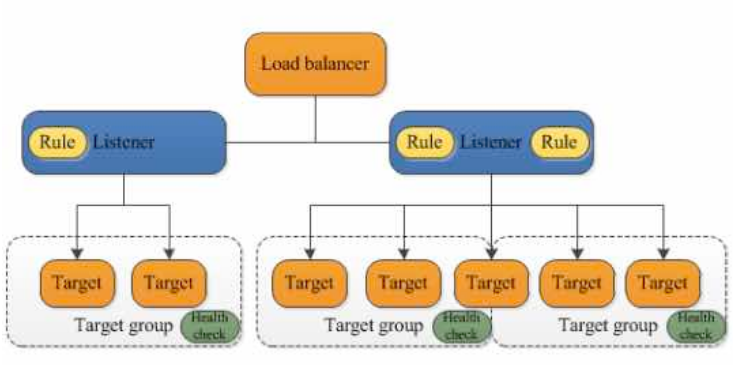 Load balancer
Rule Listener
Rule Listener Rule
Target Target
Target Target Target Target Target
Target group Health check
Target group Health check
Target group Health check